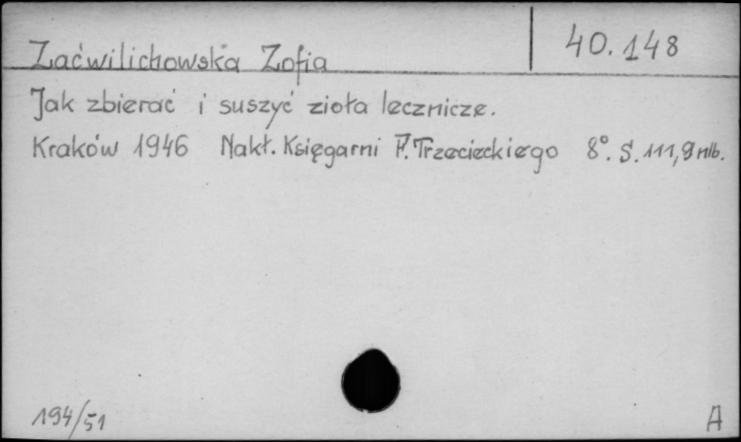 40.148
Zaćwilichowska Zofia
Jak zbierać i suszyć zioła lecznicze.
Kraków 1946 Nakł. Księgarni F. Trzecieckiego 8°. S. 111, 9 nlb.
194/51
A